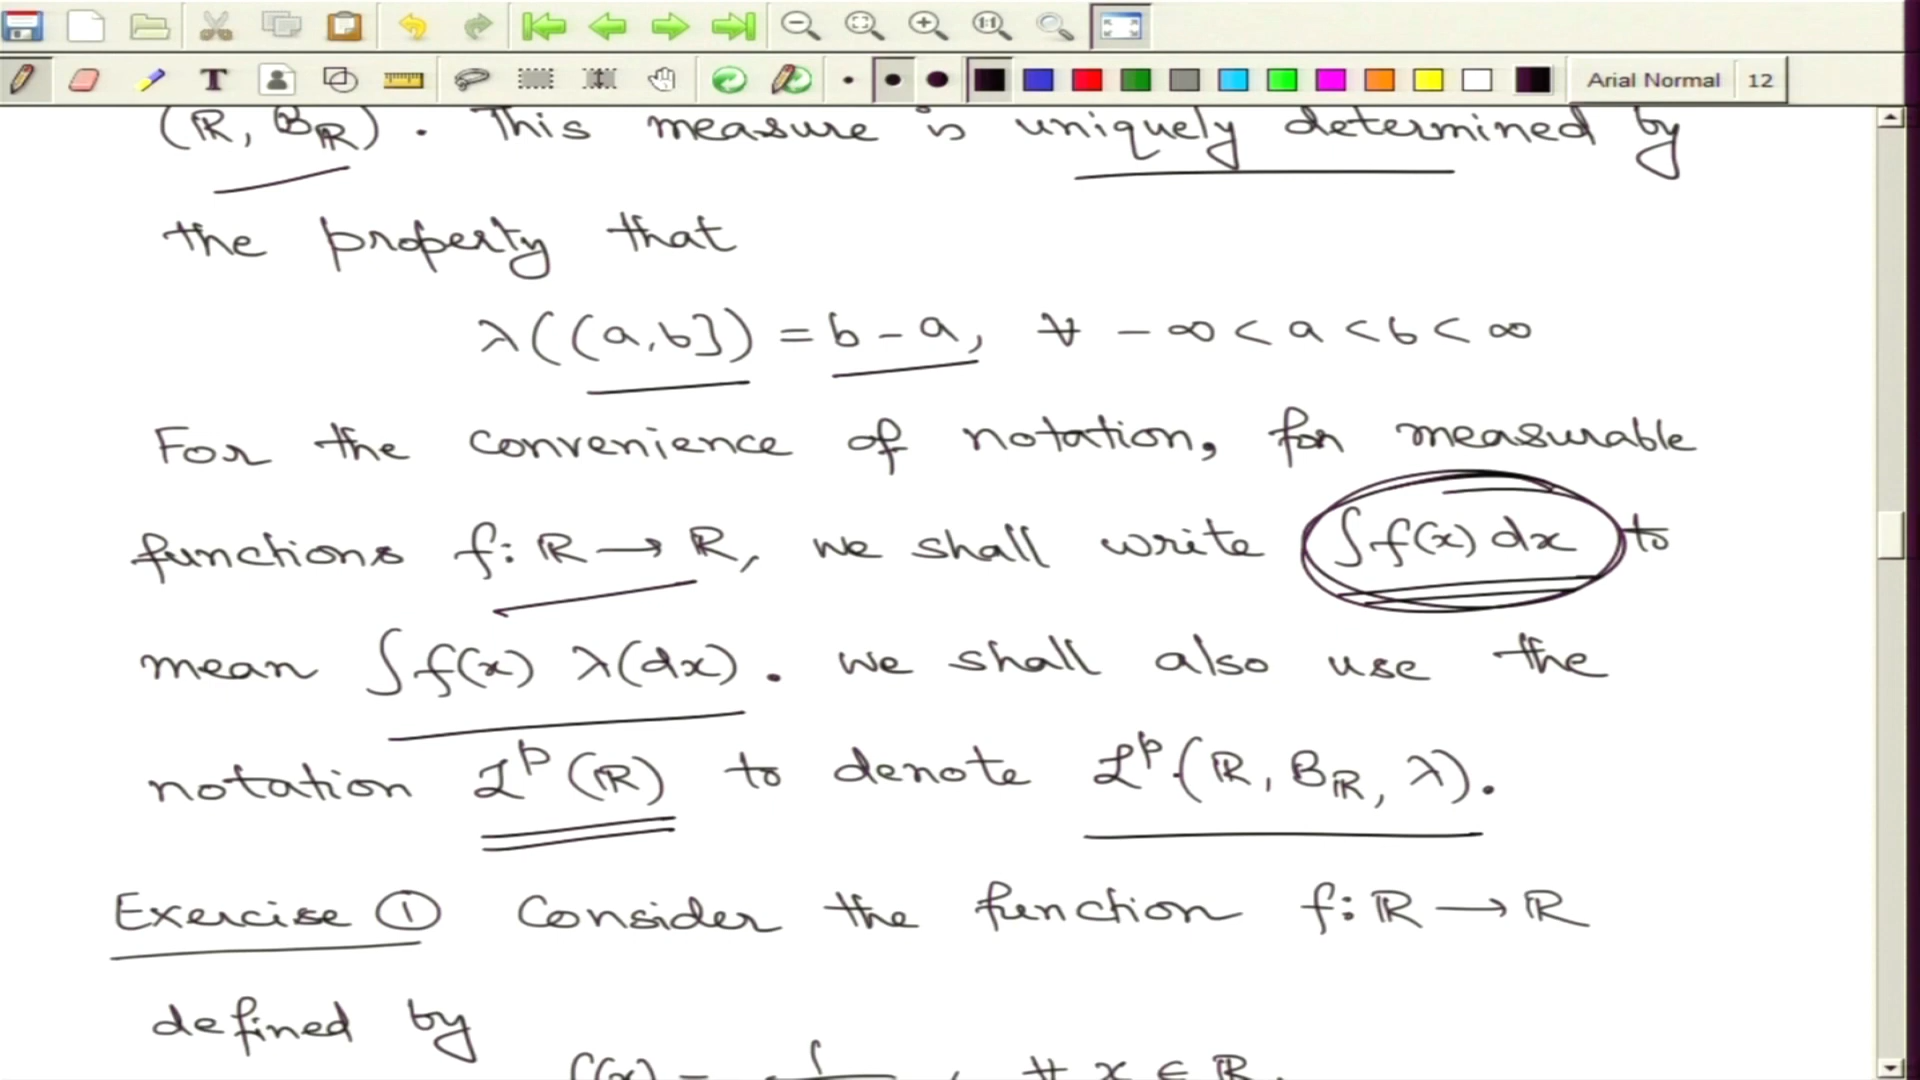 Arial Normal 12
(ℝ, B_ℝ). This measure is uniquely determined by
the property that
λ((a,b]) = b - a, ∀ -∞ < a < b < ∞
For the convenience of notation, for measurable
functions f: ℝ → ℝ, we shall write ∫f(x) dx to
mean ∫f(x) λ(dx). We shall also use the
notation ℒᵖ(ℝ) to denote ℒᵖ(ℝ, B_ℝ, λ).
Exercise ① Consider the function f: ℝ → ℝ
defined by
∀ x ∈ ℝ.